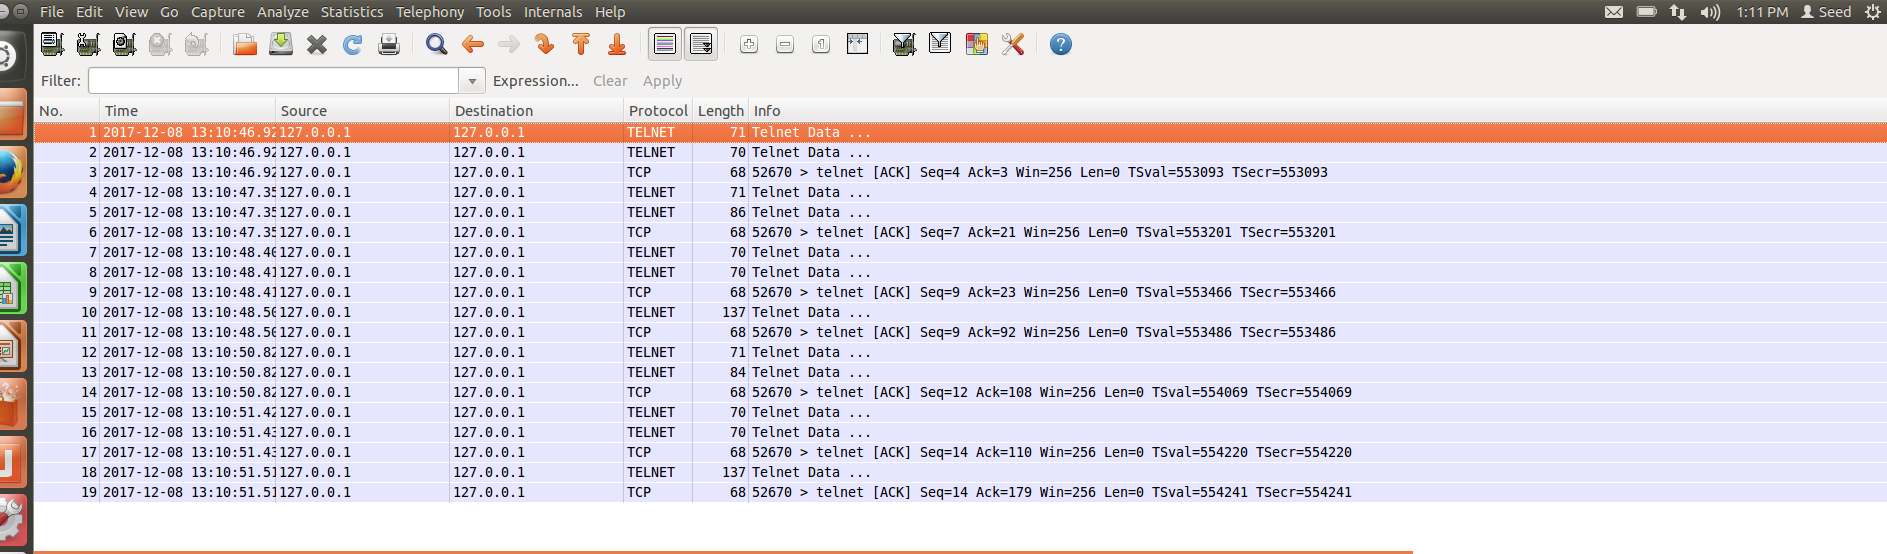 File Edit View Go Capture Analyze Statistics Telephony Tools Internals Help 1:11 PM Seed
Filter: Expression... Clear Apply
No. Time Source Destination Protocol Length Info
1 2017-12-08 13:10:46.92 127.0.0.1 127.0.0.1 TELNET 71 Telnet Data ...
2 2017-12-08 13:10:46.92 127.0.0.1 127.0.0.1 TELNET 70 Telnet Data ...
3 2017-12-08 13:10:46.92 127.0.0.1 127.0.0.1 TCP 68 52670 > telnet [ACK] Seq=4 Ack=3 Win=256 Len=0 TSval=553093 TSecr=553093
4 2017-12-08 13:10:47.35 127.0.0.1 127.0.0.1 TELNET 71 Telnet Data ...
5 2017-12-08 13:10:47.35 127.0.0.1 127.0.0.1 TELNET 86 Telnet Data ...
6 2017-12-08 13:10:47.35 127.0.0.1 127.0.0.1 TCP 68 52670 > telnet [ACK] Seq=7 Ack=21 Win=256 Len=0 TSval=553201 TSecr=553201
7 2017-12-08 13:10:48.40 127.0.0.1 127.0.0.1 TELNET 70 Telnet Data ...
8 2017-12-08 13:10:48.41 127.0.0.1 127.0.0.1 TELNET 70 Telnet Data ...
9 2017-12-08 13:10:48.41 127.0.0.1 127.0.0.1 TCP 68 52670 > telnet [ACK] Seq=9 Ack=23 Win=256 Len=0 TSval=553466 TSecr=553466
10 2017-12-08 13:10:48.50 127.0.0.1 127.0.0.1 TELNET 137 Telnet Data ...
11 2017-12-08 13:10:48.50 127.0.0.1 127.0.0.1 TCP 68 52670 > telnet [ACK] Seq=9 Ack=92 Win=256 Len=0 TSval=553486 TSecr=553486
12 2017-12-08 13:10:50.82 127.0.0.1 127.0.0.1 TELNET 71 Telnet Data ...
13 2017-12-08 13:10:50.82 127.0.0.1 127.0.0.1 TELNET 84 Telnet Data ...
14 2017-12-08 13:10:50.82 127.0.0.1 127.0.0.1 TCP 68 52670 > telnet [ACK] Seq=12 Ack=108 Win=256 Len=0 TSval=554069 TSecr=554069
15 2017-12-08 13:10:51.42 127.0.0.1 127.0.0.1 TELNET 70 Telnet Data ...
16 2017-12-08 13:10:51.43 127.0.0.1 127.0.0.1 TELNET 70 Telnet Data ...
17 2017-12-08 13:10:51.43 127.0.0.1 127.0.0.1 TCP 68 52670 > telnet [ACK] Seq=14 Ack=110 Win=256 Len=0 TSval=554220 TSecr=554220
18 2017-12-08 13:10:51.51 127.0.0.1 127.0.0.1 TELNET 137 Telnet Data ...
19 2017-12-08 13:10:51.51 127.0.0.1 127.0.0.1 TCP 68 52670 > telnet [ACK] Seq=14 Ack=179 Win=256 Len=0 TSval=554241 TSecr=554241